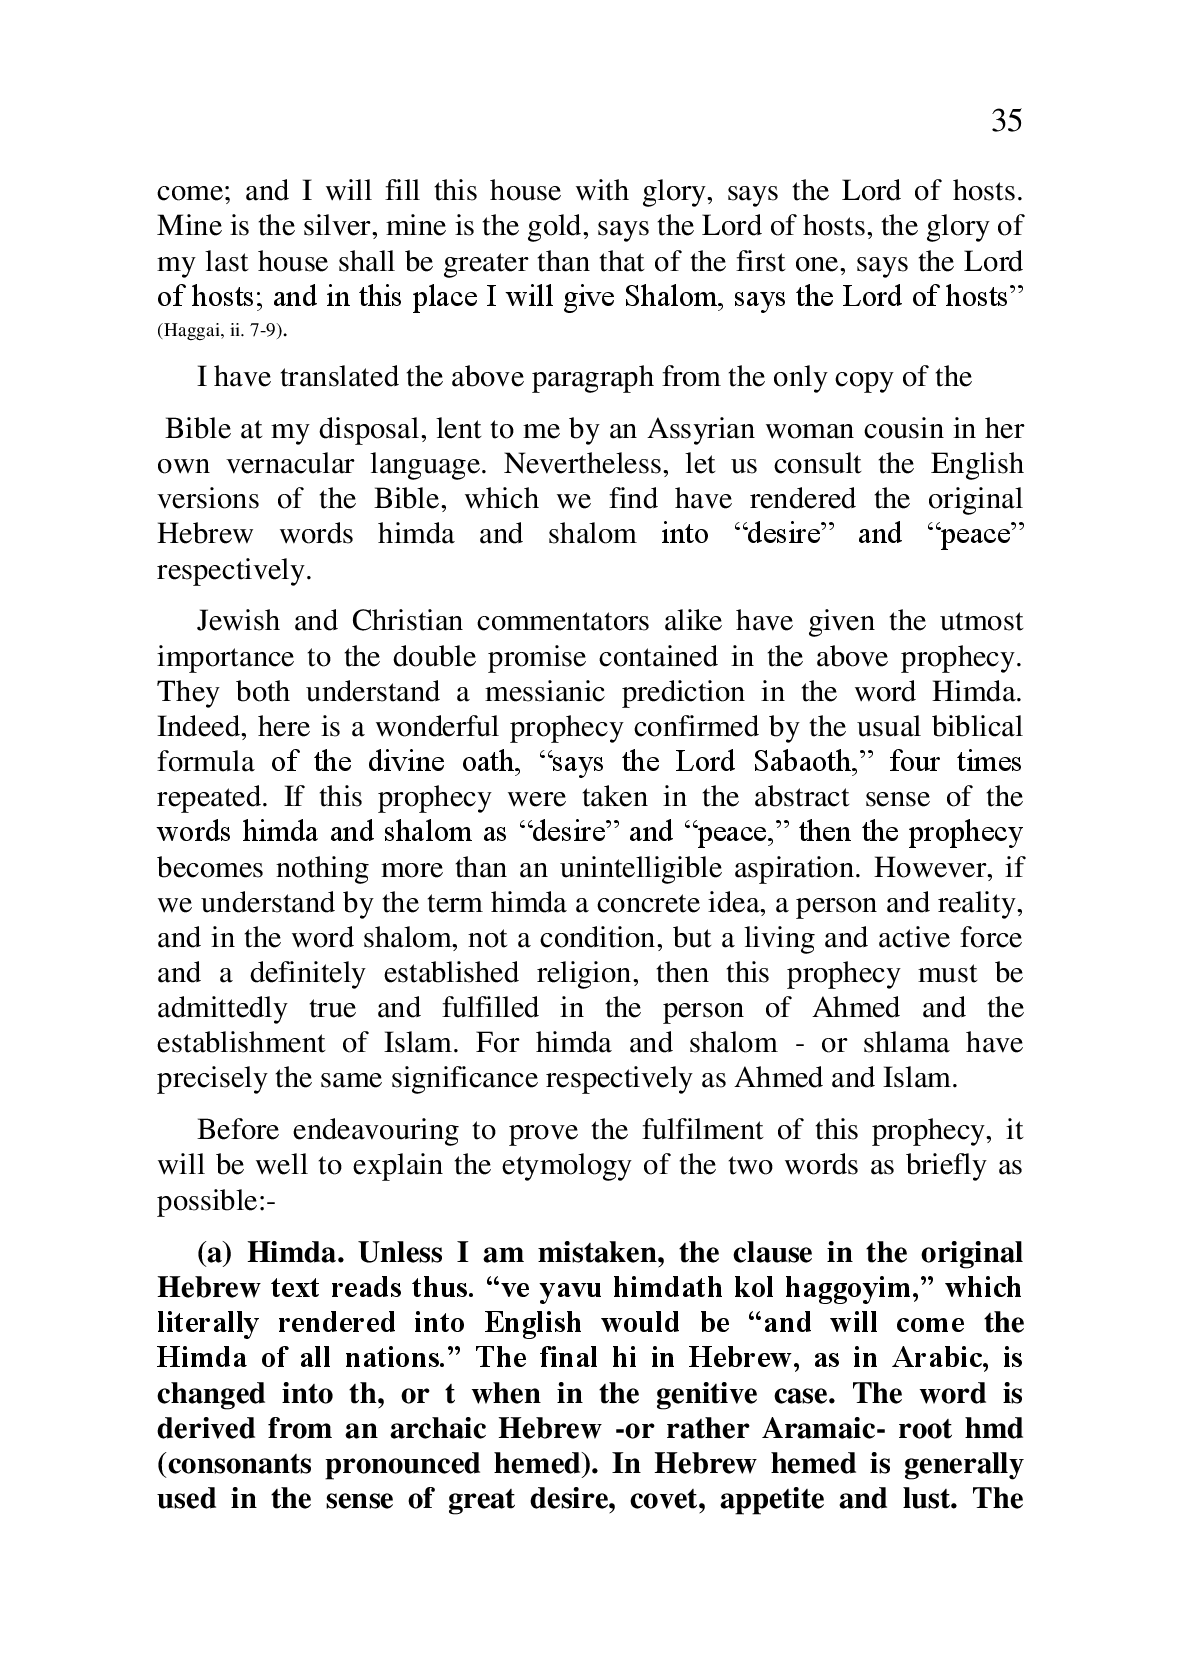 35
come; and I will fill this house with glory, says the Lord of hosts.
Mine is the silver, mine is the gold, says the Lord of hosts, the glory of
my last house shall be greater than that of the first one, says the Lord
of hosts; and in this place I will give Shalom, says the Lord of hosts”
(Haggai, ii. 7-9).
I have translated the above paragraph from the only copy of the
Bible at my disposal, lent to me by an Assyrian woman cousin in her
own vernacular language. Nevertheless, let us consult the English
versions of the Bible, which we find have rendered the original
Hebrew words himda and shalom into “desire” and “peace”
respectively.
Jewish and Christian commentators alike have given the utmost
importance to the double promise contained in the above prophecy.
They both understand a messianic prediction in the word Himda.
Indeed, here is a wonderful prophecy confirmed by the usual biblical
formula of the divine oath, “says the Lord Sabaoth,” four times
repeated. If this prophecy were taken in the abstract sense of the
words himda and shalom as “desire” and “peace,” then the prophecy
becomes nothing more than an unintelligible aspiration. However, if
we understand by the term himda a concrete idea, a person and reality,
and in the word shalom, not a condition, but a living and active force
and a definitely established religion, then this prophecy must be
admittedly true and fulfilled in the person of Ahmed and the
establishment of Islam. For himda and shalom - or shlama have
precisely the same significance respectively as Ahmed and Islam.
Before endeavouring to prove the fulfilment of this prophecy, it
will be well to explain the etymology of the two words as briefly as
possible:-
(a) Himda. Unless I am mistaken, the clause in the original
Hebrew text reads thus. “ve yavu himdath kol haggoyim,” which
literally rendered into English would be “and will come the
Himda of all nations.” The final hi in Hebrew, as in Arabic, is
changed into th, or t when in the genitive case. The word is
derived from an archaic Hebrew -or rather Aramaic- root hmd
(consonants pronounced hemed). In Hebrew hemed is generally
used in the sense of great desire, covet, appetite and lust. The